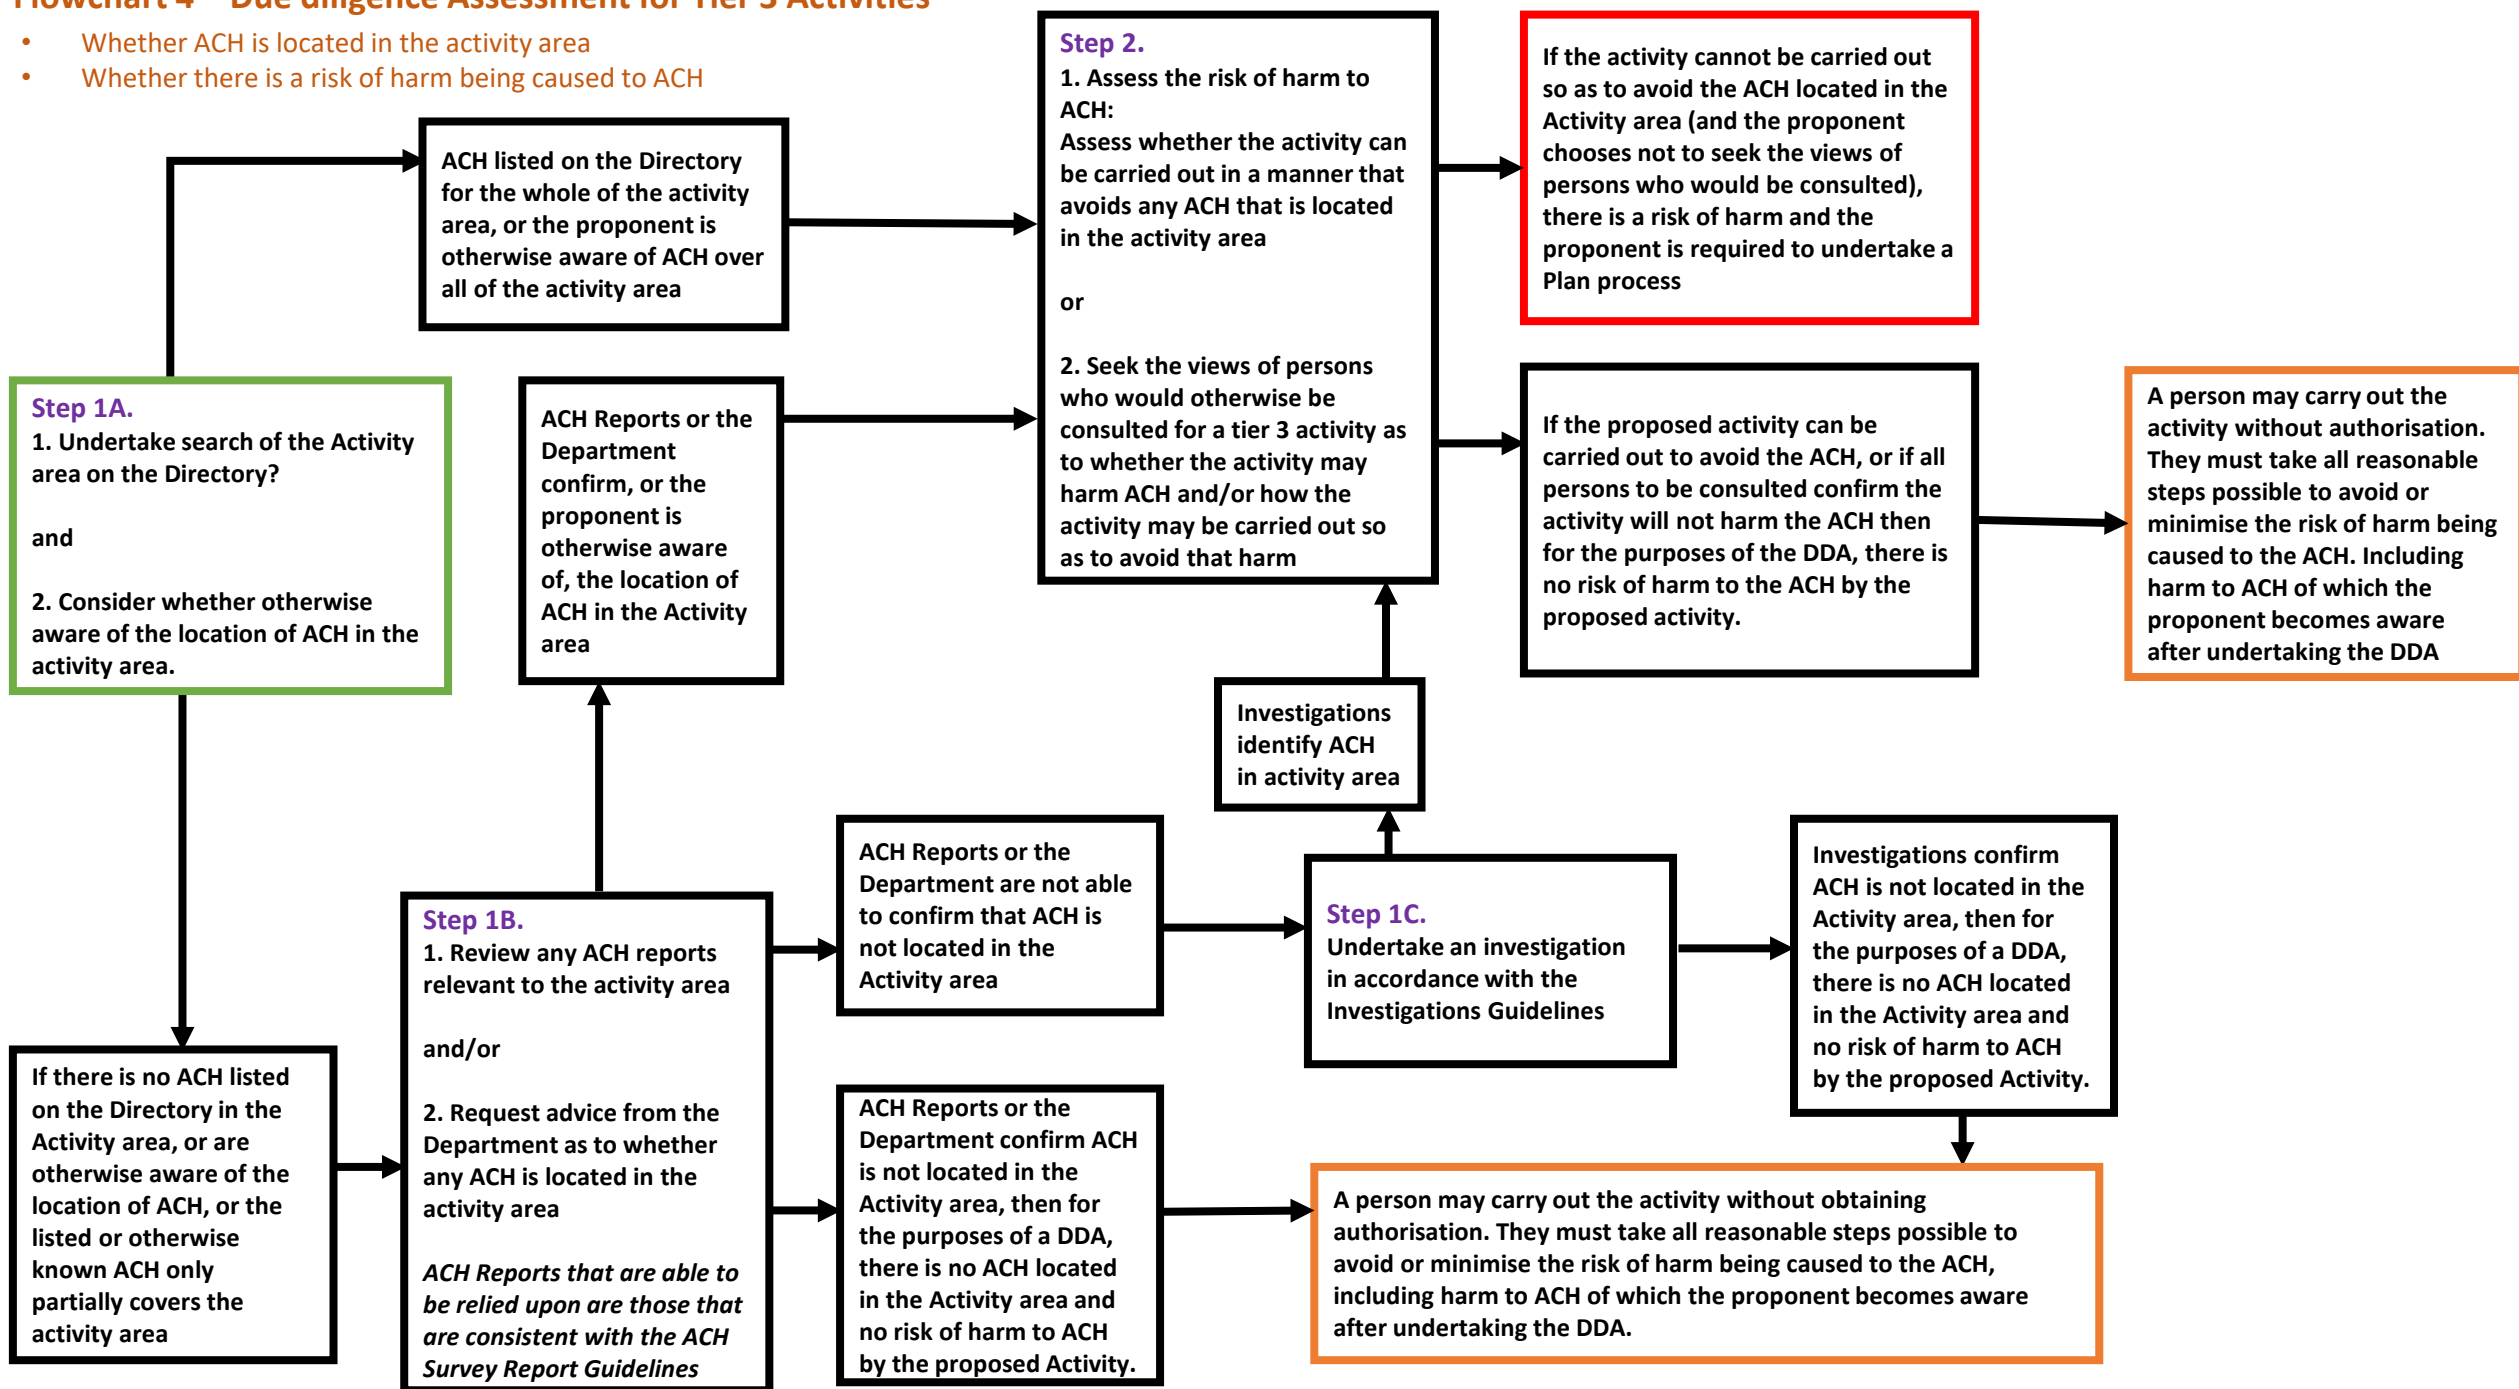 Flowchart 4 – Due diligence Assessment for Tier 3 Activities
• Whether ACH is located in the activity area
• Whether there is a risk of harm being caused to ACH
ACH listed on the Directory
for the whole of the activity
area, or the proponent is
otherwise aware of ACH over
all of the activity area
Step 2.
1. Assess the risk of harm to
ACH:
Assess whether the activity can
be carried out in a manner that
avoids any ACH that is located
in the activity area
or
2. Seek the views of persons
who would otherwise be
consulted for a tier 3 activity as
to whether the activity may
harm ACH and/or how the
activity may be carried out so
as to avoid that harm
If the activity cannot be carried out
so as to avoid the ACH located in the
Activity area (and the proponent
chooses not to seek the views of
persons who would be consulted),
there is a risk of harm and the
proponent is required to undertake a
Plan process
Step 1A.
1. Undertake search of the Activity
area on the Directory?
and
2. Consider whether otherwise
aware of the location of ACH in the
activity area.
ACH Reports or the
Department
confirm, or the
proponent is
otherwise aware
of, the location of
ACH in the Activity
area
If the proposed activity can be
carried out to avoid the ACH, or if all
persons to be consulted confirm the
activity will not harm the ACH then
for the purposes of the DDA, there is
no risk of harm to the ACH by the
proposed activity.
A person may carry out the
activity without authorisation.
They must take all reasonable
steps possible to avoid or
minimise the risk of harm being
caused to the ACH. Including
harm to ACH of which the
proponent becomes aware
after undertaking the DDA
Investigations
identify ACH
in activity area
If there is no ACH listed
on the Directory in the
Activity area, or are
otherwise aware of the
location of ACH, or the
listed or otherwise
known ACH only
partially covers the
activity area
Step 1B.
1. Review any ACH reports
relevant to the activity area
and/or
2. Request advice from the
Department as to whether
any ACH is located in the
activity area
ACH Reports that are able to
be relied upon are those that
are consistent with the ACH
Survey Report Guidelines
ACH Reports or the
Department are not able
to confirm that ACH is
not located in the
Activity area
Step 1C.
Undertake an investigation
in accordance with the
Investigations Guidelines
Investigations confirm
ACH is not located in the
Activity area, then for
the purposes of a DDA,
there is no ACH located
in the Activity area and
no risk of harm to ACH
by the proposed Activity.
ACH Reports or the
Department confirm ACH
is not located in the
Activity area, then for
the purposes of a DDA,
there is no ACH located
in the Activity area and
no risk of harm to ACH
by the proposed Activity.
A person may carry out the activity without obtaining
authorisation. They must take all reasonable steps possible to
avoid or minimise the risk of harm being caused to the ACH,
including harm to ACH of which the proponent becomes aware
after undertaking the DDA.